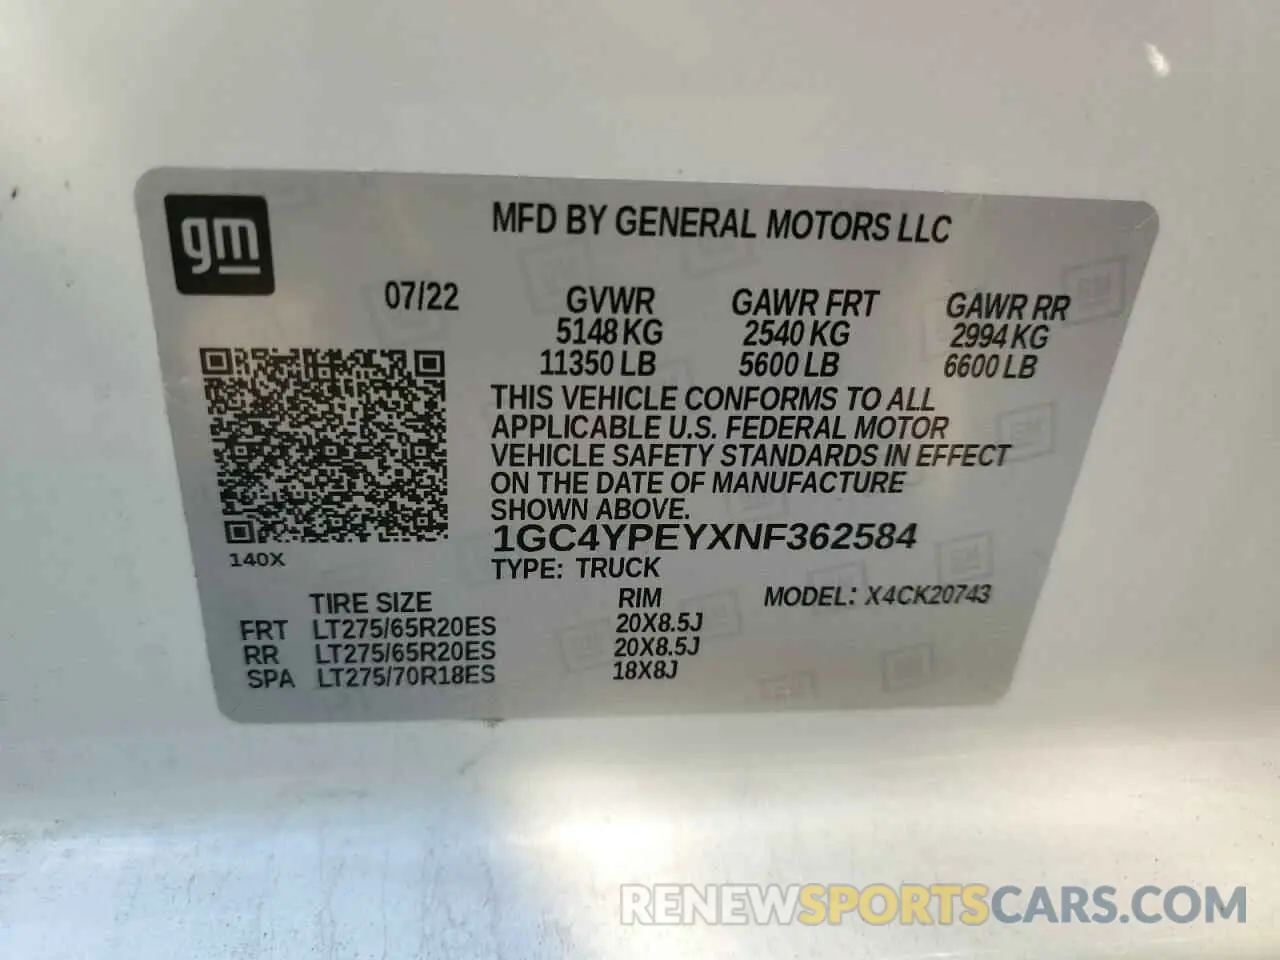 gm
MFD BY GENERAL MOTORS LLC
07/22
GVWR GAWR FRT GAWR RR
5148 KG 2540 KG 2994 KG
11350 LB 5600 LB 6600 LB
THIS VEHICLE CONFORMS TO ALL
APPLICABLE U.S. FEDERAL MOTOR
VEHICLE SAFETY STANDARDS IN EFFECT
ON THE DATE OF MANUFACTURE
SHOWN ABOVE.
1GC4YPEYXNF362584
140X
TYPE: TRUCK
TIRE SIZE RIM MODEL: X4CK20743
FRT LT275/65R20ES 20X8.5J
RR LT275/65R20ES 20X8.5J
SPA LT275/70R18ES 18X8J
RENEWSPORTSCARS.COM